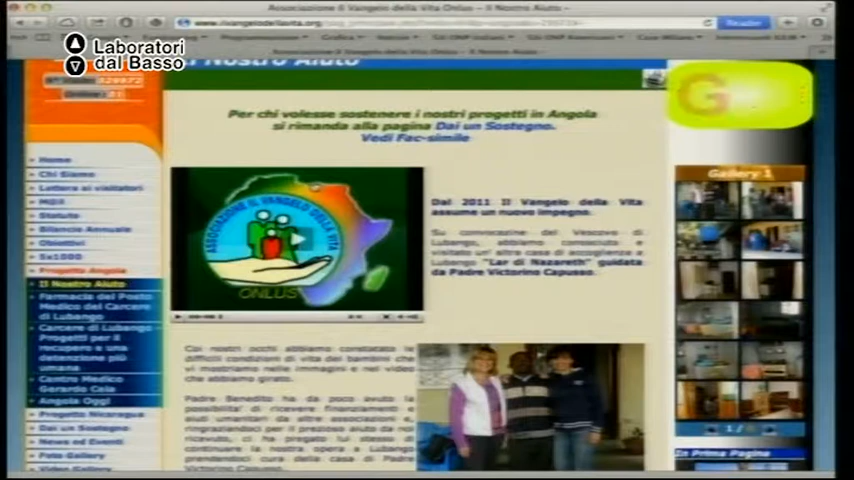 Associazione Il Vangelo della Vita Onlus - Il Nostro Aiuto
www.ilvangelodellavita.org
Reader
Laboratori
dal Basso
Nostro Aiuto
Per chi volesse sostenere i nostri progetti in Angola
si rimanda alla pagina Dai un Sostegno.
Vedi Fac-simile
G
Home
Chi Siamo
Lettera ai visitatori
Statuto
Bilancio Annuale
Obiettivi
5x1000
Progetto Angola
Il Nostro Aiuto
Farmacia del Posto
Medico del Carcere
di Lubango
Carcere di Lubango
Progetti per il
recupero e una
detenzione più
umana
Centro Medico
Gerardo Caia
Angola Oggi
Progetto Nicaragua
Dai un Sostegno
News ed Eventi
Foto Gallery
Video Gallery
ASSOCIAZIONE IL VANGELO DELLA VITA
ONLUS
Dal 2011 Il Vangelo della Vita
assume un nuovo impegno.
Su convocazione del Vescovo di
Lubango, abbiamo conosciuto e
visitato un'altra casa di accoglienza a
Lubango "Lar di Nazareth" guidata
da Padre Victorino Capusso.
Coi nostri occhi abbiamo constatato le
difficili condizioni di vita dei bambini che
vi mostriamo nelle immagini e nel video
che abbiamo girato.
Padre Benedito ha da poco avuto la
possibilita' di ricevere finanziamenti e
aiuti umanitari da altre associazioni e,
ringraziandoci per il prezioso aiuto da noi
ricevuto, ci ha pregato lui stesso di
continuare la nostra opera a Lubango
prendendoci cura della casa di Padre
Victorino Capusso.
Gallery 1
In Prima Pagina